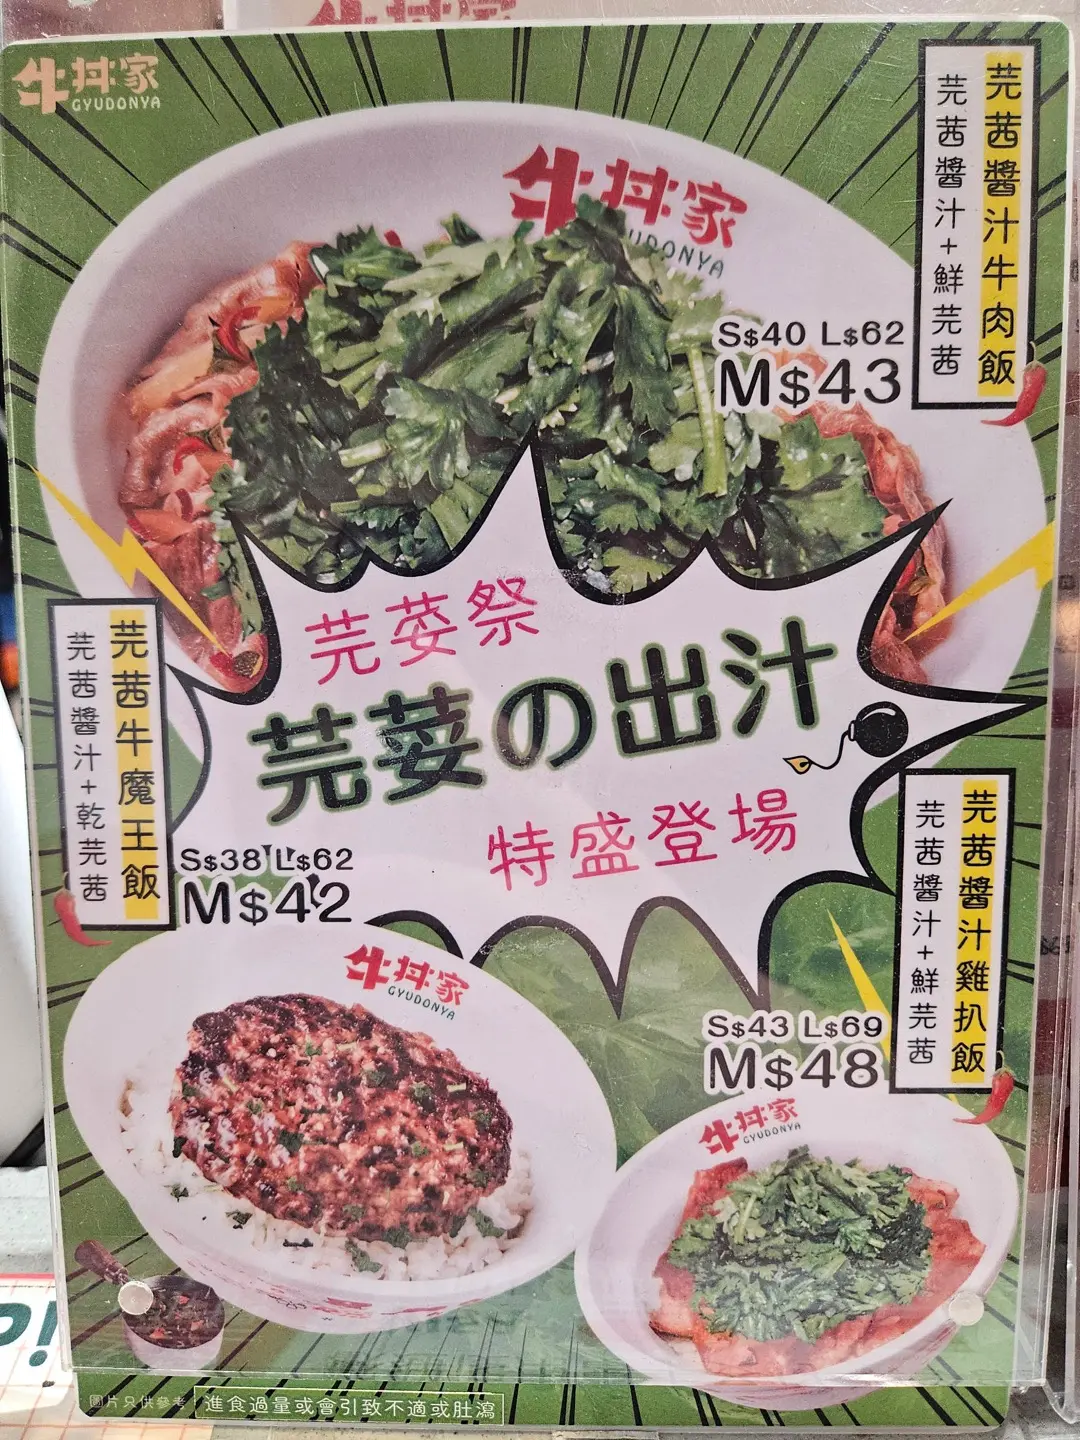 牛丼家
GYUDONYA
牛丼家
UDONYA
芫茜醬汁牛肉飯
芫茜醬汁+鮮芫茜
S$40 L$62
M$43
芫荽祭
芫荽の出汁
特盛登場
芫茜牛魔王飯
芫茜醬汁+乾芫茜
S$38 L$62
M$42
芫茜醬汁雞扒飯
芫茜醬汁+鮮芫茜
S$43 L$69
M$48
牛丼家
GYUDONYA
牛丼家
GYUDONYA
圖片只供參考
進食過量或會引致不適或肚瀉